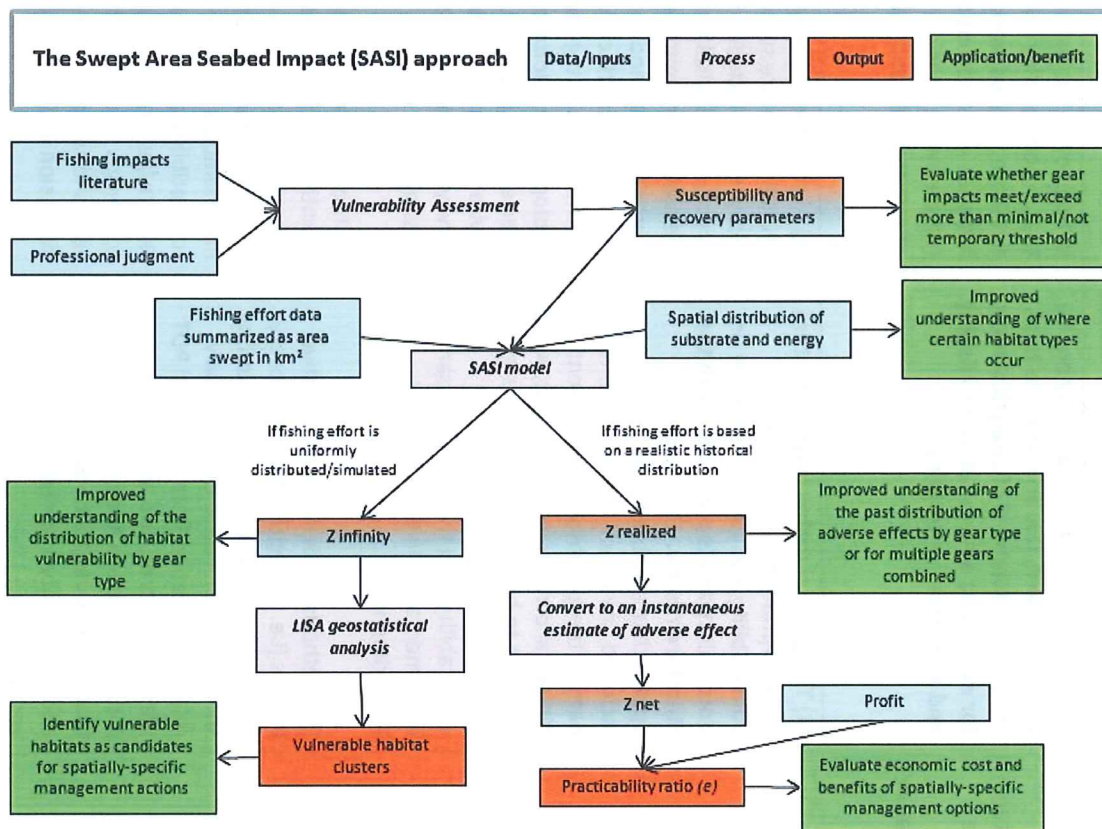 The Swept Area Seabed Impact (SASI) approach
Data/Inputs
Process
Output
Application/benefit
Fishing impacts
literature
Professional judgment
Vulnerability Assessment
Susceptibility and
recovery parameters
Evaluate whether gear
impacts meet/exceed
more than minimal/not
temporary threshold
Fishing effort data
summarized as area
swept in km²
Spatial distribution of
substrate and energy
Improved
understanding of where
certain habitat types
occur
SASI model
If fishing effort is
uniformly
distributed/simulated
If fishing effort is based
on a realistic historical
distribution
Improved
understanding of the
distribution of habitat
vulnerability by gear
type
Z infinity
Z realized
Improved understanding of
the past distribution of
adverse effects by gear type
or for multiple gears
combined
LISA geostatistical
analysis
Convert to an instantaneous
estimate of adverse effect
Z net
Profit
Identify vulnerable
habitats as candidates
for spatially-specific
management actions
Vulnerable habitat
clusters
Practicability ratio (e)
Evaluate economic cost and
benefits of spatially-specific
management options